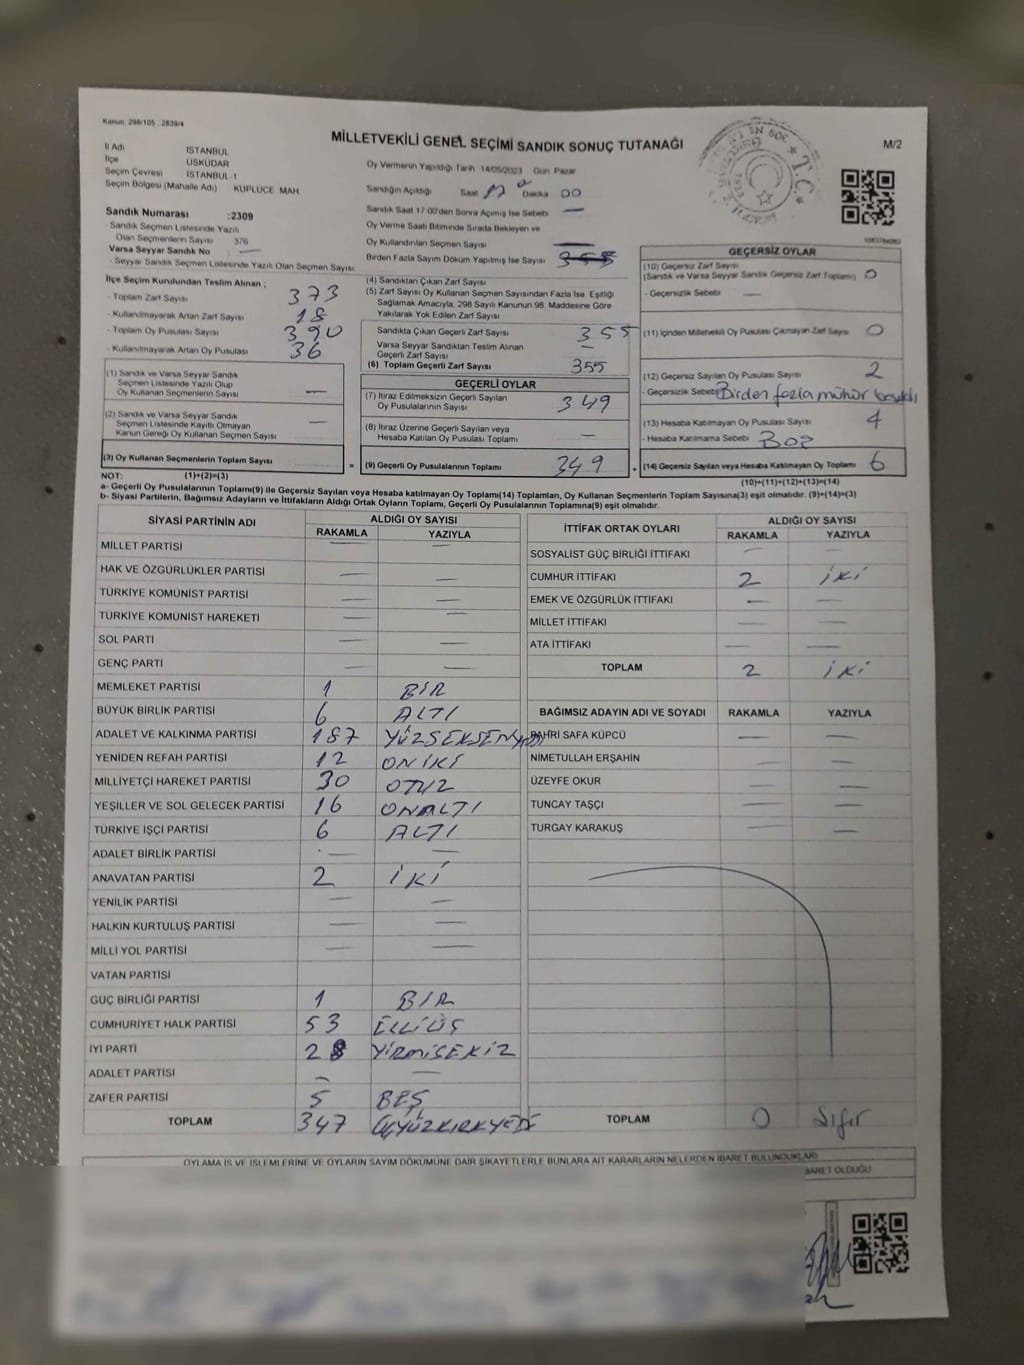 Kanun: 298/105 2839/4
MİLLETVEKİLİ GENEL SEÇİMİ SANDIK SONUÇ TUTANAĞI
M/2
İl Adı İSTANBUL
İlçe ÜSKÜDAR
Seçim Çevresi İSTANBUL-1
Seçim Bölgesi (Mahalle Adı) KUPLUCE MAH
Sandık Numarası :2309
- Sandık Seçmen Listesinde Yazılı
Olan Seçmenlerin Sayısı 376
Varsa Seyyar Sandık No :
- Seyyar Sandık Seçmen Listesinde Yazılı Olan Seçmen Sayısı
İlçe Seçim Kurulundan Teslim Alınan ;
- Toplam Zarf Sayısı 373
- Kullanılmayarak Artan Zarf Sayısı 18
- Toplam Oy Pusulası Sayısı 390
- Kullanılmayarak Artan Oy Pusulası 36
Oy Vermenin Yapıldığı Tarih 14/05/2023 Gün Pazar
Sandığın Açıldığı Saat 17 Dakika 00
Sandık Saat 17:00'den Sonra Açılmış İse Sebebi —
Oy Verme Saati Bitiminde Sırada Bekleyen ve
Oy Kullandırılan Seçmen Sayısı —
Birden Fazla Sayım Döküm Yapılmış İse Sayısı
(4) Sandıktan Çıkan Zarf Sayısı
(5) Zarf Sayısı Oy Kullanan Seçmen Sayısından Fazla İse, Eşitliği
Sağlamak Amacıyla, 298 Sayılı Kanunun 98. Maddesine Göre
Yakılarak Yok Edilen Zarf Sayısı
Sandıkta Çıkan Geçerli Zarf Sayısı 355
Varsa Seyyar Sandıktan Teslim Alınan
Geçerli Zarf Sayısı —
(6) Toplam Geçerli Zarf Sayısı 355
GEÇERLİ OYLAR
(7) İtiraz Edilmeksizin Geçerli Sayılan
Oy Pusulalarının Sayısı 349
(8) İtiraz Üzerine Geçerli Sayılan veya
Hesaba Katılan Oy Pusulası Toplamı —
= (9) Geçerli Oy Pusulalarının Toplamı 349 +
GEÇERSİZ OYLAR
(10) Geçersiz Zarf Sayısı
(Sandık ve Varsa Seyyar Sandık Geçersiz Zarf Toplamı) 0
- Geçersizlik Sebebi —
(11) İçinden Milletvekili Oy Pusulası Çıkmayan Zarf Sayısı 0
(12) Geçersiz Sayılan Oy Pusulası Sayısı 2
- Geçersizlik Sebebi Birden fazla mühür basıldı
(13) Hesaba Katılmayan Oy Pusulası Sayısı 4
- Hesaba Katılmama Sebebi Boş
(14) Geçersiz Sayılan veya Hesaba Katılmayan Oy Toplamı 6
(10)+(11)+(12)+(13)=(14)
(1) Sandık ve Varsa Seyyar Sandık
Seçmen Listesinde Yazılı Olup
Oy Kullanan Seçmen Sayısı —
(2) Sandık ve Varsa Seyyar Sandık
Seçmen Listesinde Kayıtlı Olmayan
Kanun Gereği Oy Kullanan Seçmen Sayısı —
(3) Oy Kullanan Seçmenlerin Toplam Sayısı
NOT: (1)+(2)=(3)
a- Geçerli Oy Pusulalarının Toplamı(9) ile Geçersiz Sayılan veya Hesaba katılmayan Oy Toplamı(14) Toplamları, Oy Kullanan Seçmenlerin Toplam Sayısına(3) eşit olmalıdır. (9)+(14)=(3)
b- Siyasi Partilerin, Bağımsız Adayların ve İttifakların Aldığı Ortak Oyların Toplamı, Geçerli Oy Pusulalarının Toplamına(9) eşit olmalıdır.
SİYASİ PARTİNİN ADI ALDIĞI OY SAYISI
RAKAMLA YAZIYLA
MİLLET PARTİSİ — —
HAK VE ÖZGÜRLÜKLER PARTİSİ — —
TÜRKİYE KOMÜNİST PARTİSİ — —
TÜRKİYE KOMÜNİST HAREKETİ — —
SOL PARTİ — —
GENÇ PARTİ — —
MEMLEKET PARTİSİ 1 BİR
BÜYÜK BİRLİK PARTİSİ 6 ALTI
ADALET VE KALKINMA PARTİSİ 187 YÜZSEKSENYEDİ
YENİDEN REFAH PARTİSİ 12 ONİKİ
MİLLİYETÇİ HAREKET PARTİSİ 30 OTUZ
YEŞİLLER VE SOL GELECEK PARTİSİ 16 ONALTI
TÜRKİYE İŞÇİ PARTİSİ 6 ALTI
ADALET BİRLİK PARTİSİ — —
ANAVATAN PARTİSİ 2 İKİ
YENİLİK PARTİSİ — —
HALKIN KURTULUŞ PARTİSİ — —
MİLLİ YOL PARTİSİ — —
VATAN PARTİSİ
GÜÇ BİRLİĞİ PARTİSİ 1 BİR
CUMHURİYET HALK PARTİSİ 53 ELLİÜÇ
İYİ PARTİ 28 YİRMİSEKİZ
ADALET PARTİSİ — —
ZAFER PARTİSİ 5 BEŞ
TOPLAM 347 ÜÇYÜZKIRKYEDİ
İTTİFAK ORTAK OYLARI ALDIĞI OY SAYISI
RAKAMLA YAZIYLA
SOSYALİST GÜÇ BİRLİĞİ İTTİFAKI — —
CUMHUR İTTİFAKI 2 İKİ
EMEK VE ÖZGÜRLÜK İTTİFAKI — —
MİLLET İTTİFAKI — —
ATA İTTİFAKI — —
TOPLAM 2 İKİ
BAĞIMSIZ ADAYIN ADI VE SOYADI RAKAMLA YAZIYLA
BAHRİ SAFA KÜPCÜ — —
NİMETULLAH ERŞAHİN — —
ÜZEYFE OKUR — —
TUNCAY TAŞÇI — —
TURGAY KARAKUŞ — —
TOPLAM 0 Sıfır
OYLAMA İŞ VE İŞLEMLERİNE VE OYLARIN SAYIM DÖKÜMÜNE DAİR ŞİKAYETLERLE BUNLARA AİT KARARLARIN NELERDEN İBARET BULUNDUKLARI
BARET OLDUĞU